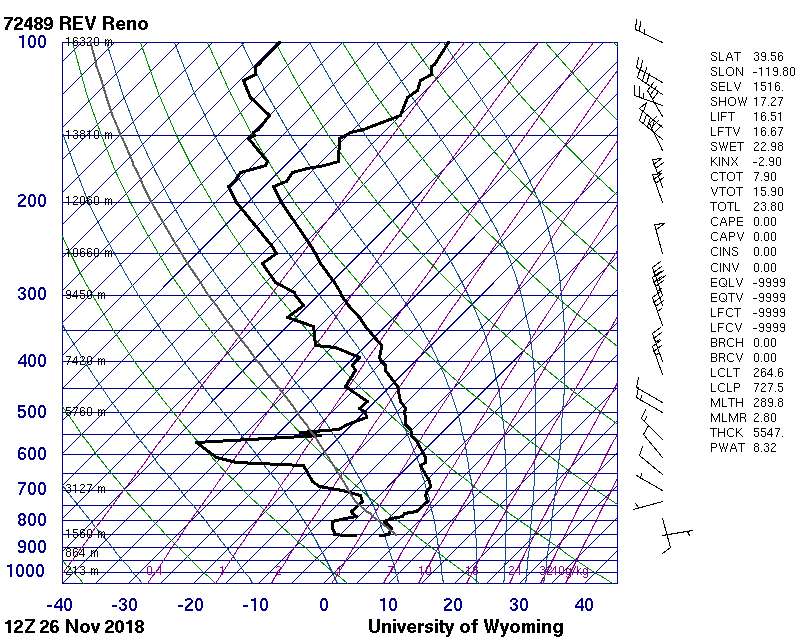 72489 REV Reno
100
16320 m
13810 m
200
12060 m
10660 m
300
9450 m
400
7420 m
500
5760 m
600
700
3127 m
800
1560 m
900
864 m
1000
213 m
0.4
1
2
4
7
10
16
24
32
40g/kg
-40
-30
-20
-10
0
10
20
30
40
12Z 26 Nov 2018
University of Wyoming
SLAT 39.56
SLON -119.80
SELV 1516.
SHOW 17.27
LIFT 16.51
LFTV 16.67
SWET 22.98
KINX -2.90
CTOT 7.90
VTOT 15.90
TOTL 23.80
CAPE 0.00
CAPV 0.00
CINS 0.00
CINV 0.00
EQLV -9999
EQTV -9999
LFCT -9999
LFCV -9999
BRCH 0.00
BRCV 0.00
LCLT 264.6
LCLP 727.5
MLTH 289.8
MLMR 2.80
THCK 5547.
PWAT 8.32